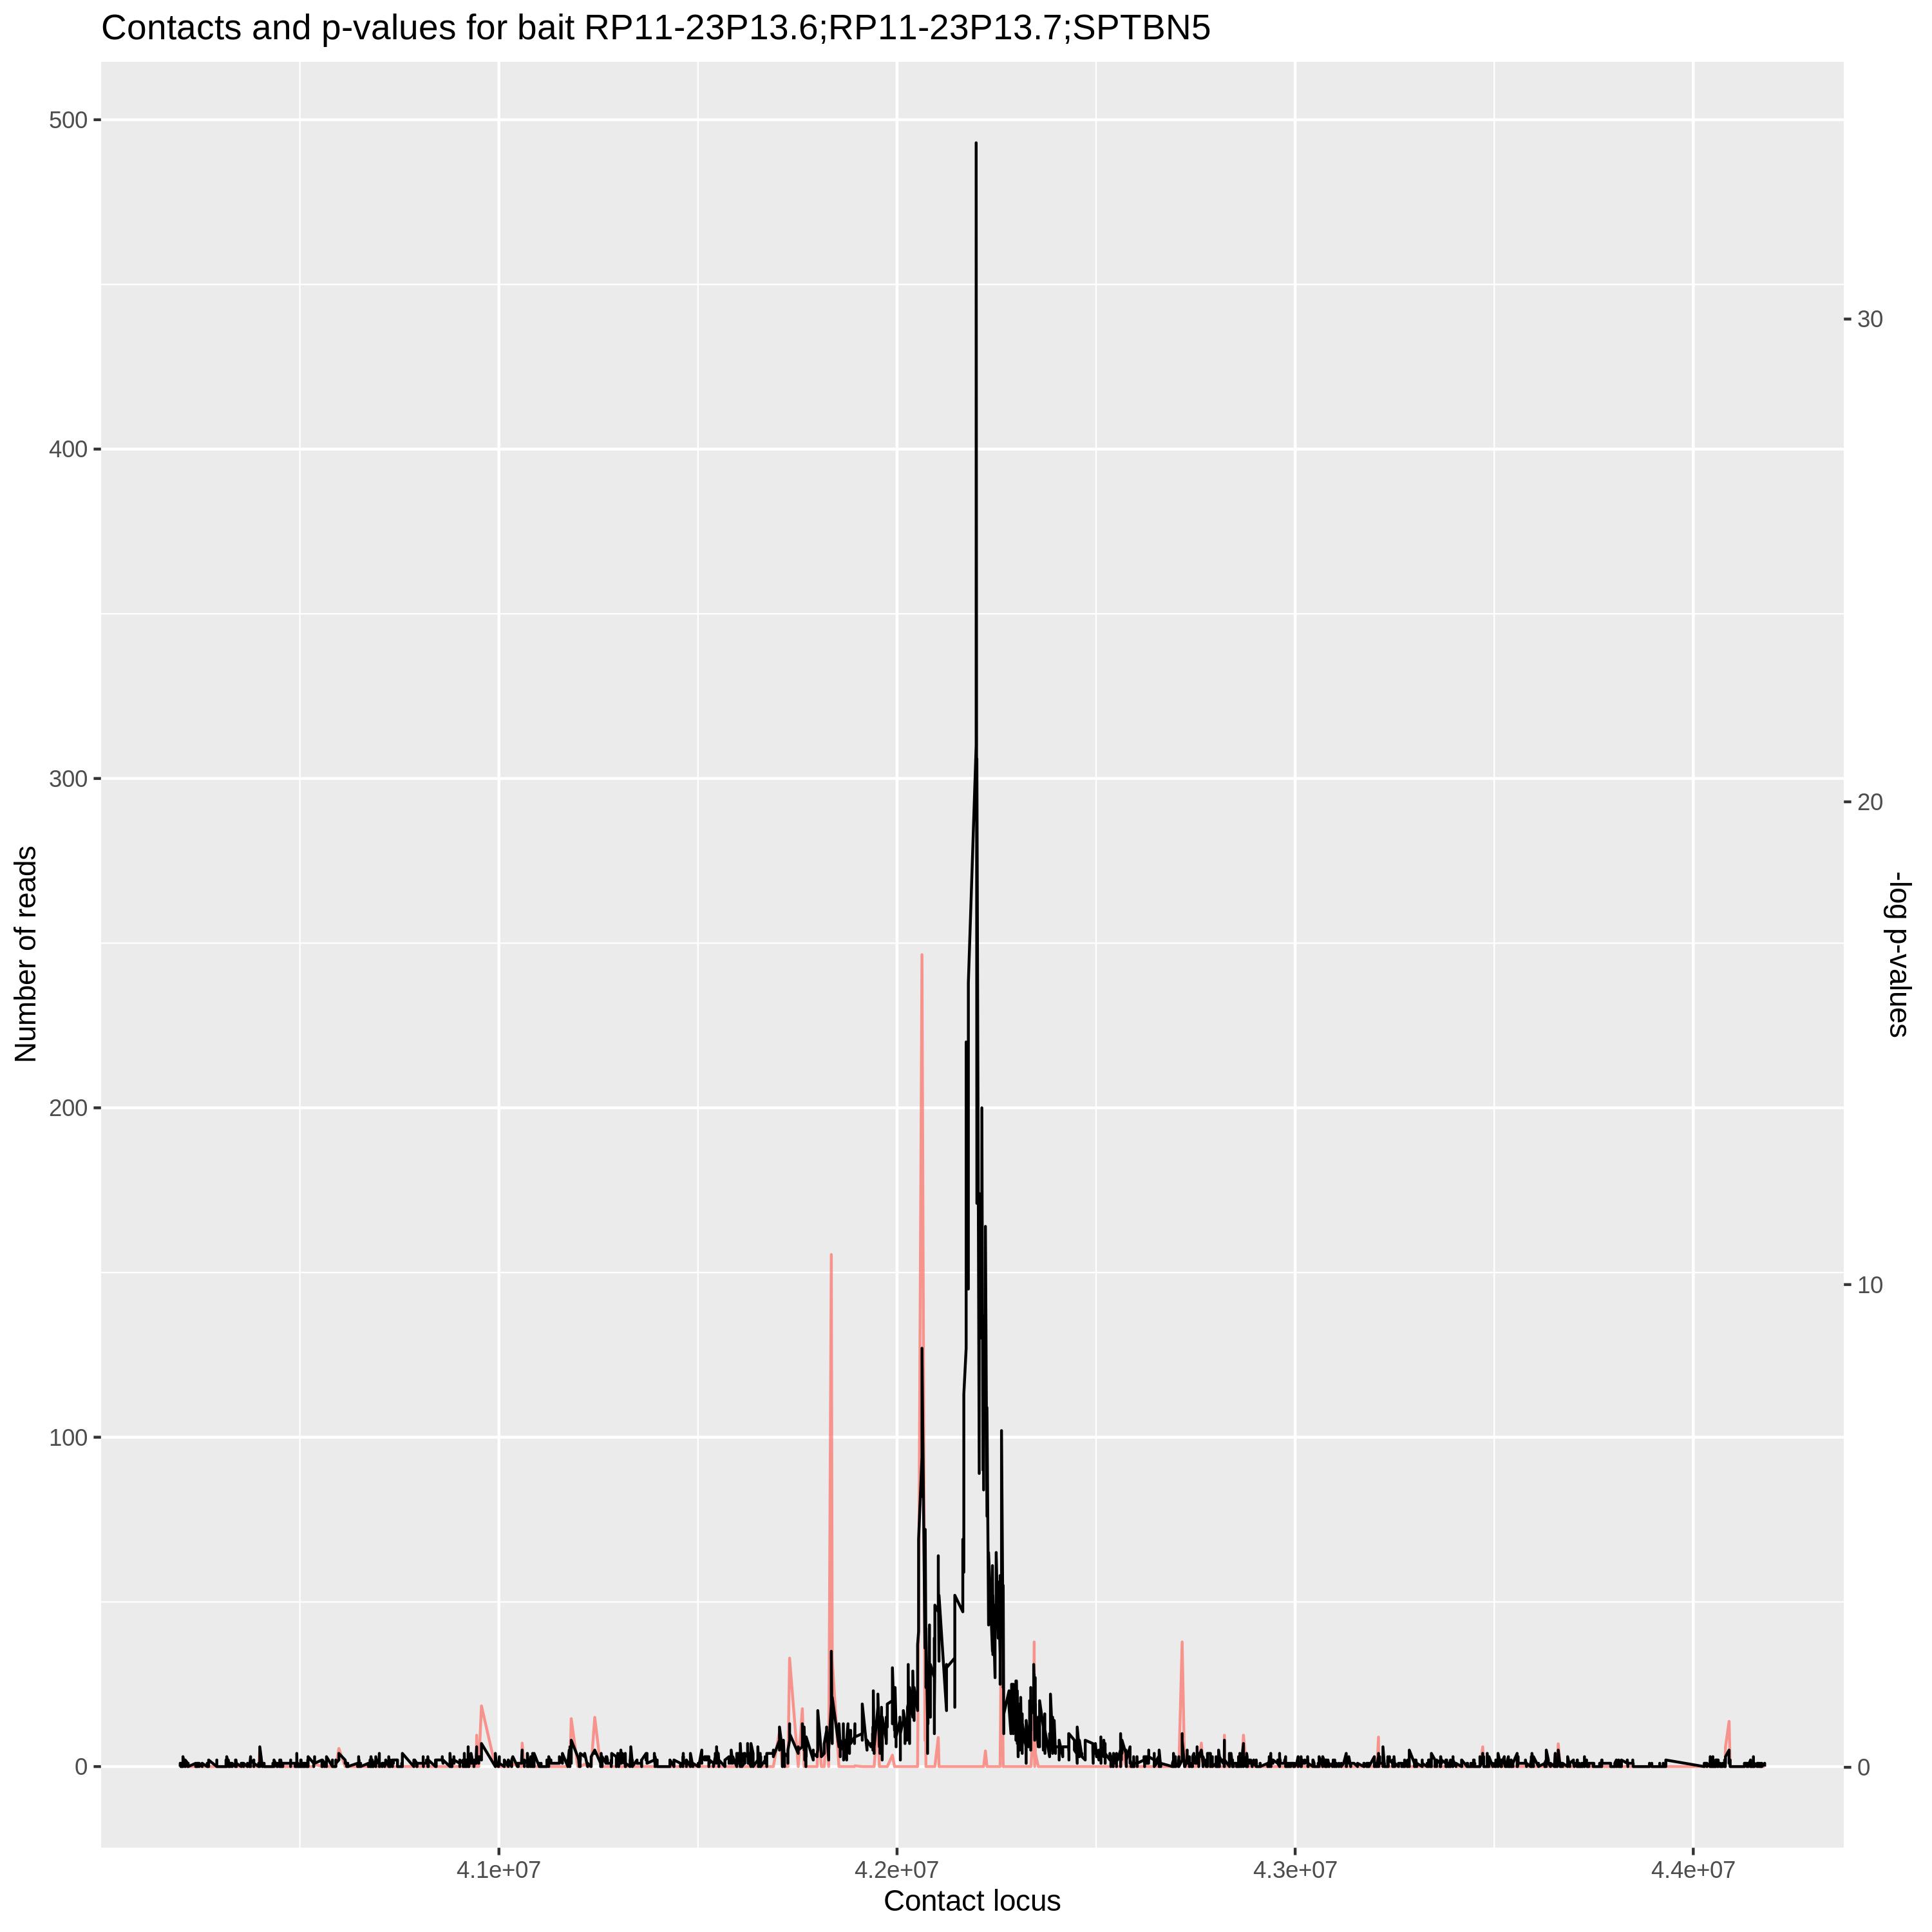 Contacts and p-values for bait RP11-23P13.6;RP11-23P13.7;SPTBN5
500
400
300
200
100
0
Number of reads
30
20
10
0
-log p-values
4.1e+07
4.2e+07
4.3e+07
4.4e+07
Contact locus